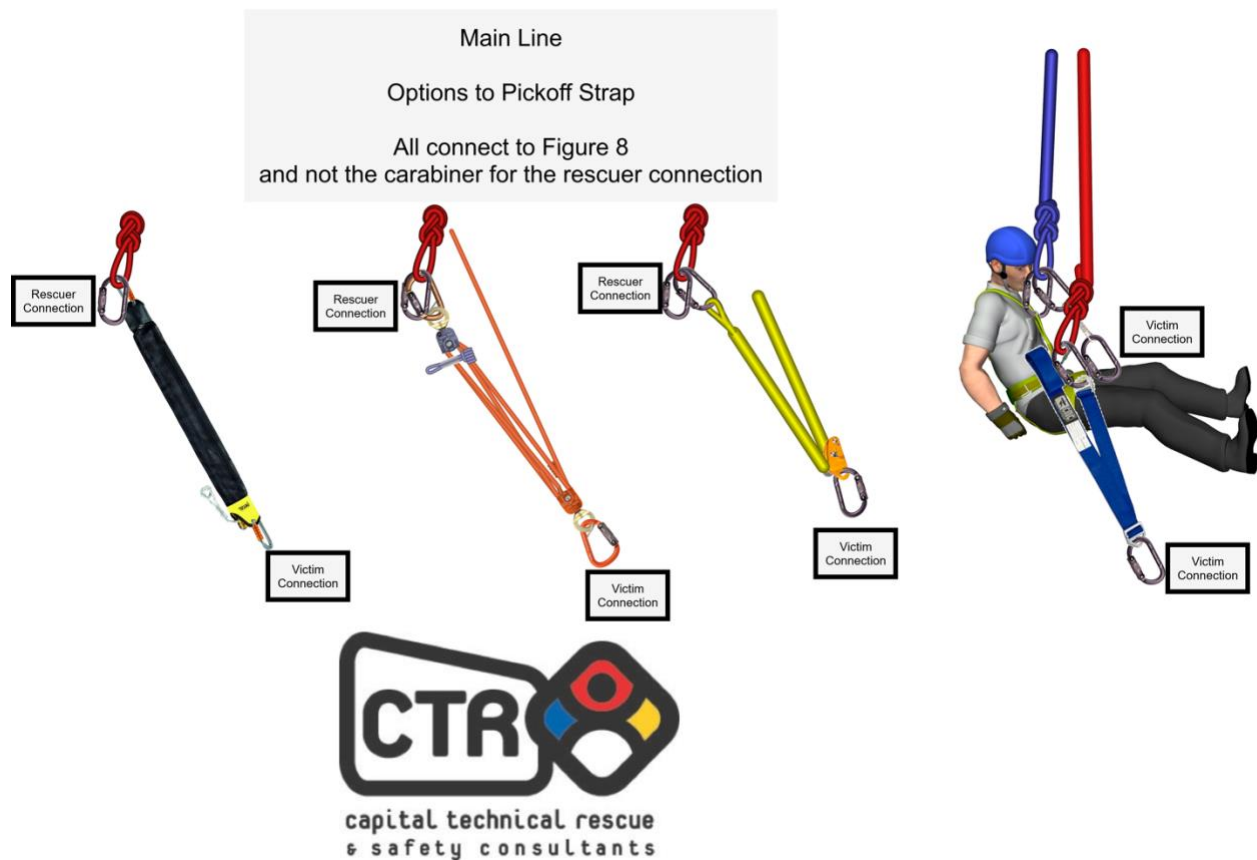 Main Line
Options to Pickoff Strap
All connect to Figure 8
and not the carabiner for the rescuer connection
Rescuer
Connection
Rescuer
Connection
Rescuer
Connection
Victim
Connection
Victim
Connection
Victim
Connection
Victim
Connection
Victim
Connection
CTR
capital technical rescue
& safety consultants